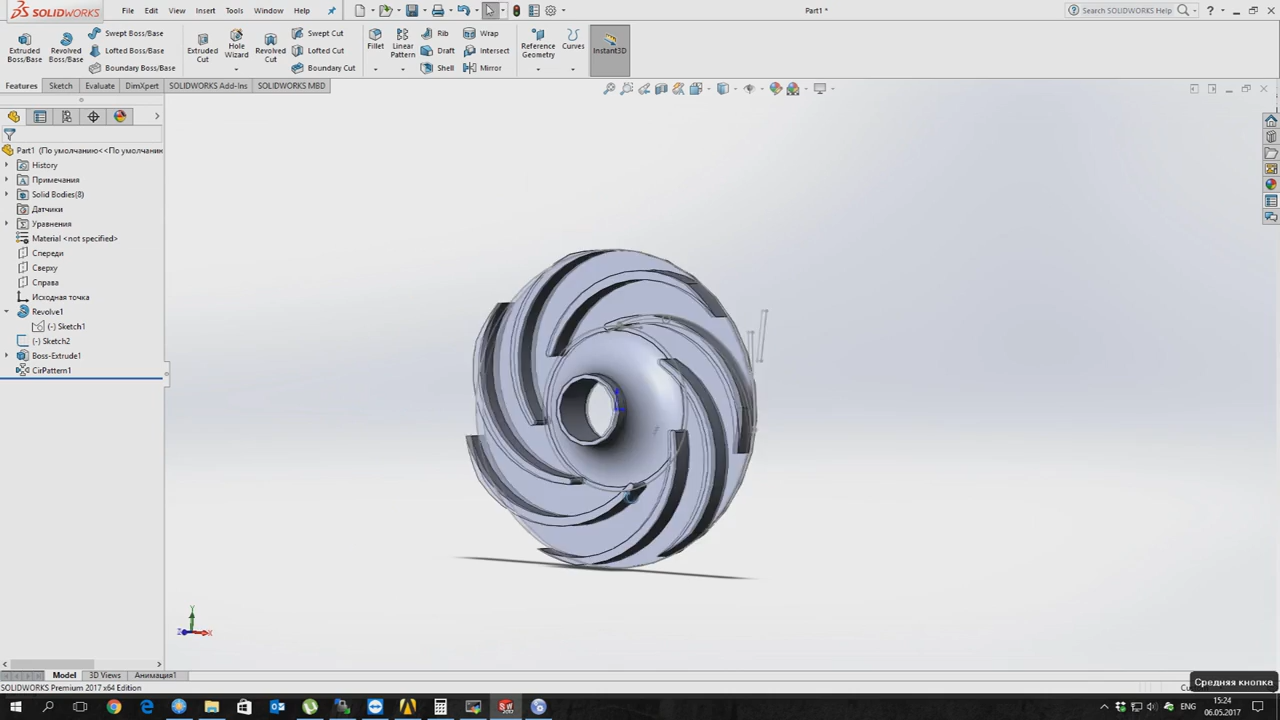 SOLIDWORKS
File Edit View Insert Tools Window Help
Part1 *
Search SOLIDWORKS Help
Extruded Boss/Base
Revolved Boss/Base
Swept Boss/Base
Lofted Boss/Base
Boundary Boss/Base
Extruded Cut
Hole Wizard
Revolved Cut
Swept Cut
Lofted Cut
Boundary Cut
Fillet
Linear Pattern
Rib
Draft
Shell
Wrap
Intersect
Mirror
Reference Geometry
Curves
Instant3D
Features Sketch Evaluate DimXpert SOLIDWORKS Add-Ins SOLIDWORKS MBD
Part1 (По умолчанию<<По умолчани
History
Примечания
Solid Bodies(8)
Датчики
Уравнения
Material <not specified>
Спереди
Сверху
Справа
Исходная точка
Revolve1
(-) Sketch1
(-) Sketch2
Boss-Extrude1
CirPattern1
Y
Z
X
Model 3D Views Анимация1
SOLIDWORKS Premium 2017 x64 Edition
Средняя кнопка
ENG
15:24
06.05.2017